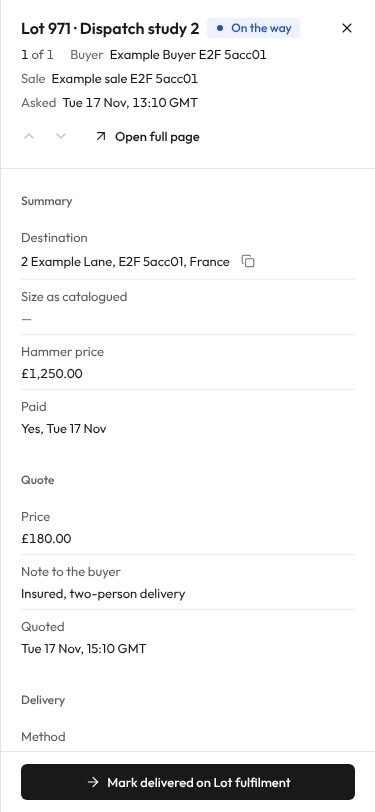 Lot 971 · Dispatch study 2 On the way
1 of 1 Buyer Example Buyer E2F 5acc01
Sale Example sale E2F 5acc01
Asked Tue 17 Nov, 13:10 GMT
Open full page
Summary
Destination
2 Example Lane, E2F 5acc01, France
Size as catalogued
—
Hammer price
£1,250.00
Paid
Yes, Tue 17 Nov
Quote
Price
£180.00
Note to the buyer
Insured, two-person delivery
Quoted
Tue 17 Nov, 15:10 GMT
Delivery
Method
Mark delivered on Lot fulfilment